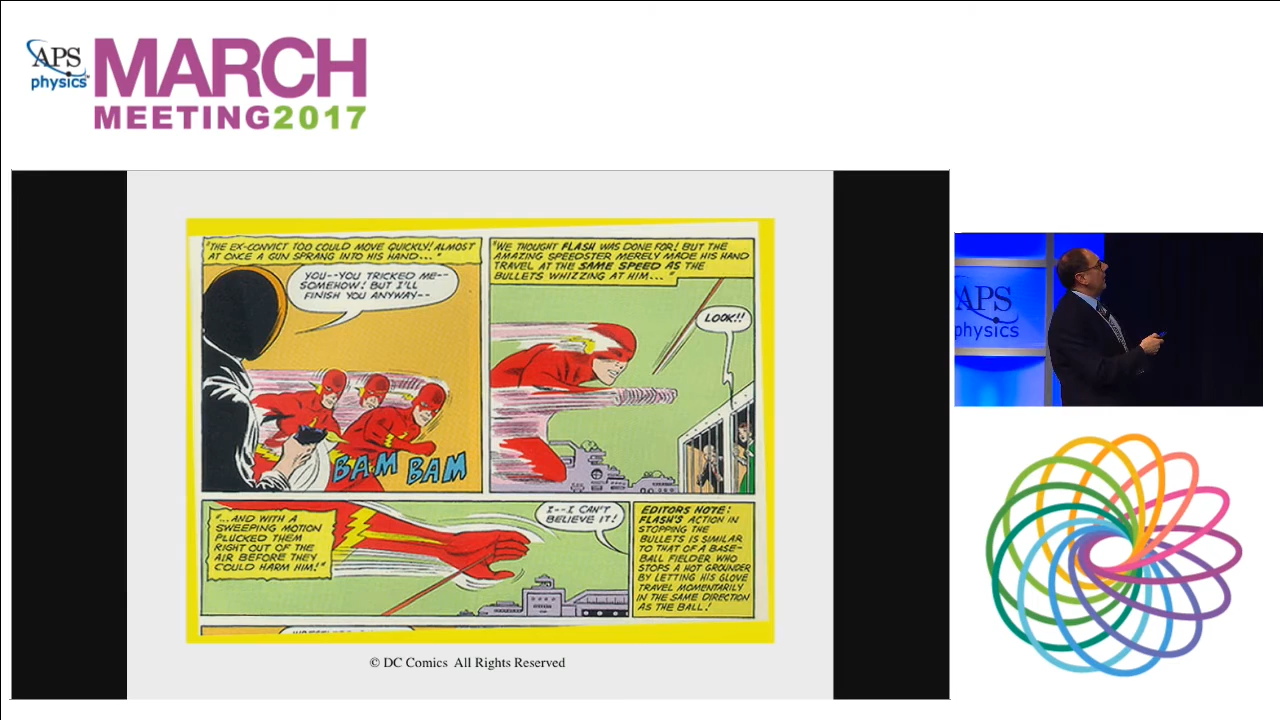 APS
physics
MARCH
MEETING2017
"THE EX-CONVICT TOO COULD MOVE QUICKLY! ALMOST
AT ONCE A GUN SPRANG INTO HIS HAND..."
YOU--YOU TRICKED ME--
SOMEHOW! BUT I'LL
FINISH YOU ANYWAY--
BAM BAM
"WE THOUGHT FLASH WAS DONE FOR! BUT THE
AMAZING SPEEDSTER MERELY MADE HIS HAND
TRAVEL AT THE SAME SPEED AS THE
BULLETS WHIZZING AT HIM..."
LOOK!!
"...AND WITH A
SWEEPING MOTION
PLUCKED THEM
RIGHT OUT OF THE
AIR BEFORE THEY
COULD HARM HIM!"
I--I CAN'T
BELIEVE IT!
EDITORS NOTE:
FLASH'S ACTION IN
STOPPING THE
BULLETS IS SIMILAR
TO THAT OF A BASE-
BALL FIELDER WHO
STOPS A HOT GROUNDER
BY LETTING HIS GLOVE
TRAVEL MOMENTARILY
IN THE SAME DIRECTION
AS THE BALL!
© DC Comics All Rights Reserved
APS
physics